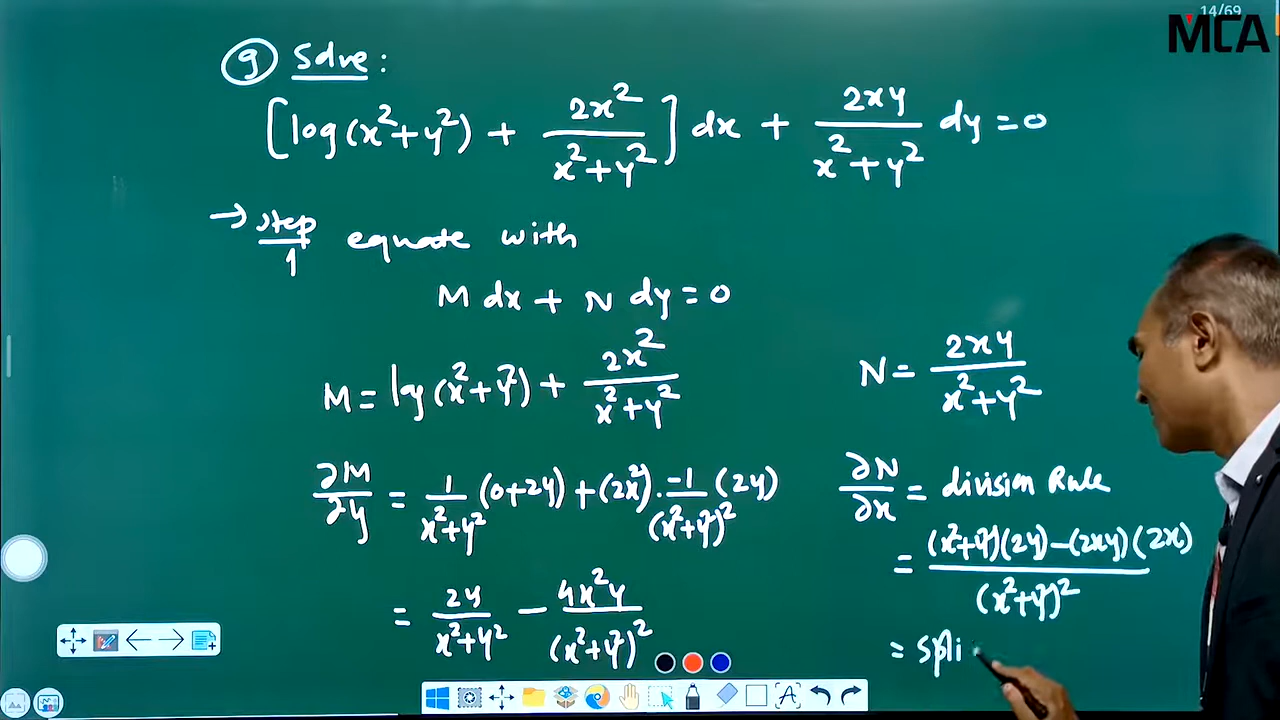 14/69
MCA
9 Solve :
[log(x²+y²) + 2x²/(x²+y²)] dx + 2xy/(x²+y²) dy = 0
→ Step 1 equate with
M dx + N dy = 0
M = log(x²+y²) + 2x²/(x²+y²)
N = 2xy/(x²+y²)
∂M/∂y = 1/(x²+y²) (0+2y) + (2x²) · -1/(x²+y²)² (2y)
= 2y/(x²+y²) - 4x²y/(x²+y²)²
∂N/∂x = division Rule
= ((x²+y²)(2y) - (2xy)(2x))/(x²+y²)²
= spli